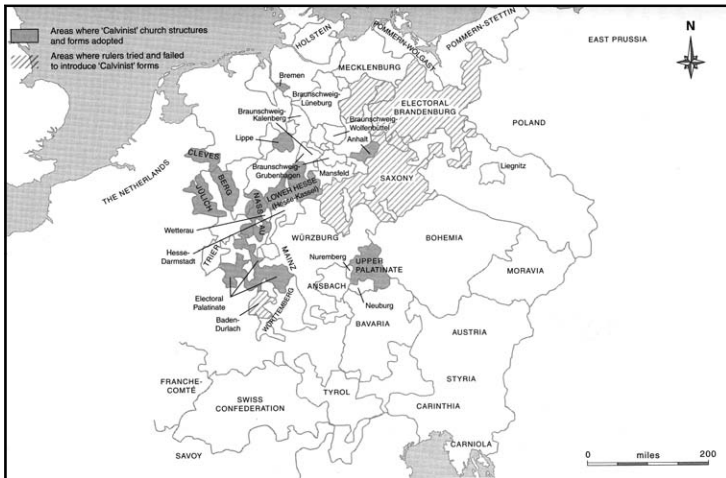 Areas where 'Calvinist' church structures
and forms adopted
Areas where rulers tried and failed
to introduce 'Calvinist' forms
HOLSTEIN
POMMERN-WOLGAST
POMMERN-STETTIN
EAST PRUSSIA
N
MECKLENBURG
Bremen
Braunschweig-
Lüneburg
ELECTORAL
BRANDENBURG
Braunschweig-
Kalenberg
Braunschweig-
Wolfenbüttel
POLAND
Lippe
Anhalt
CLEVES
Braunschweig-
Grubenhagen
Mansfeld
Liegnitz
THE NETHERLANDS
BERG
JÜLICH
SAXONY
LOWER HESSE
(Hesse-Kassel)
NASSAU
Wetterau
Hesse-
Darmstadt
TRIER
WÜRZBURG
BOHEMIA
MAINZ
Nuremberg
UPPER
PALATINATE
MORAVIA
Electoral
Palatinate
ANSBACH
Neuburg
Baden-
Durlach
WÜRTTEMBERG
BAVARIA
AUSTRIA
FRANCHE-
COMTÉ
SWISS
CONFEDERATION
TYROL
STYRIA
CARINTHIA
SAVOY
CARNIOLA
0 miles 200